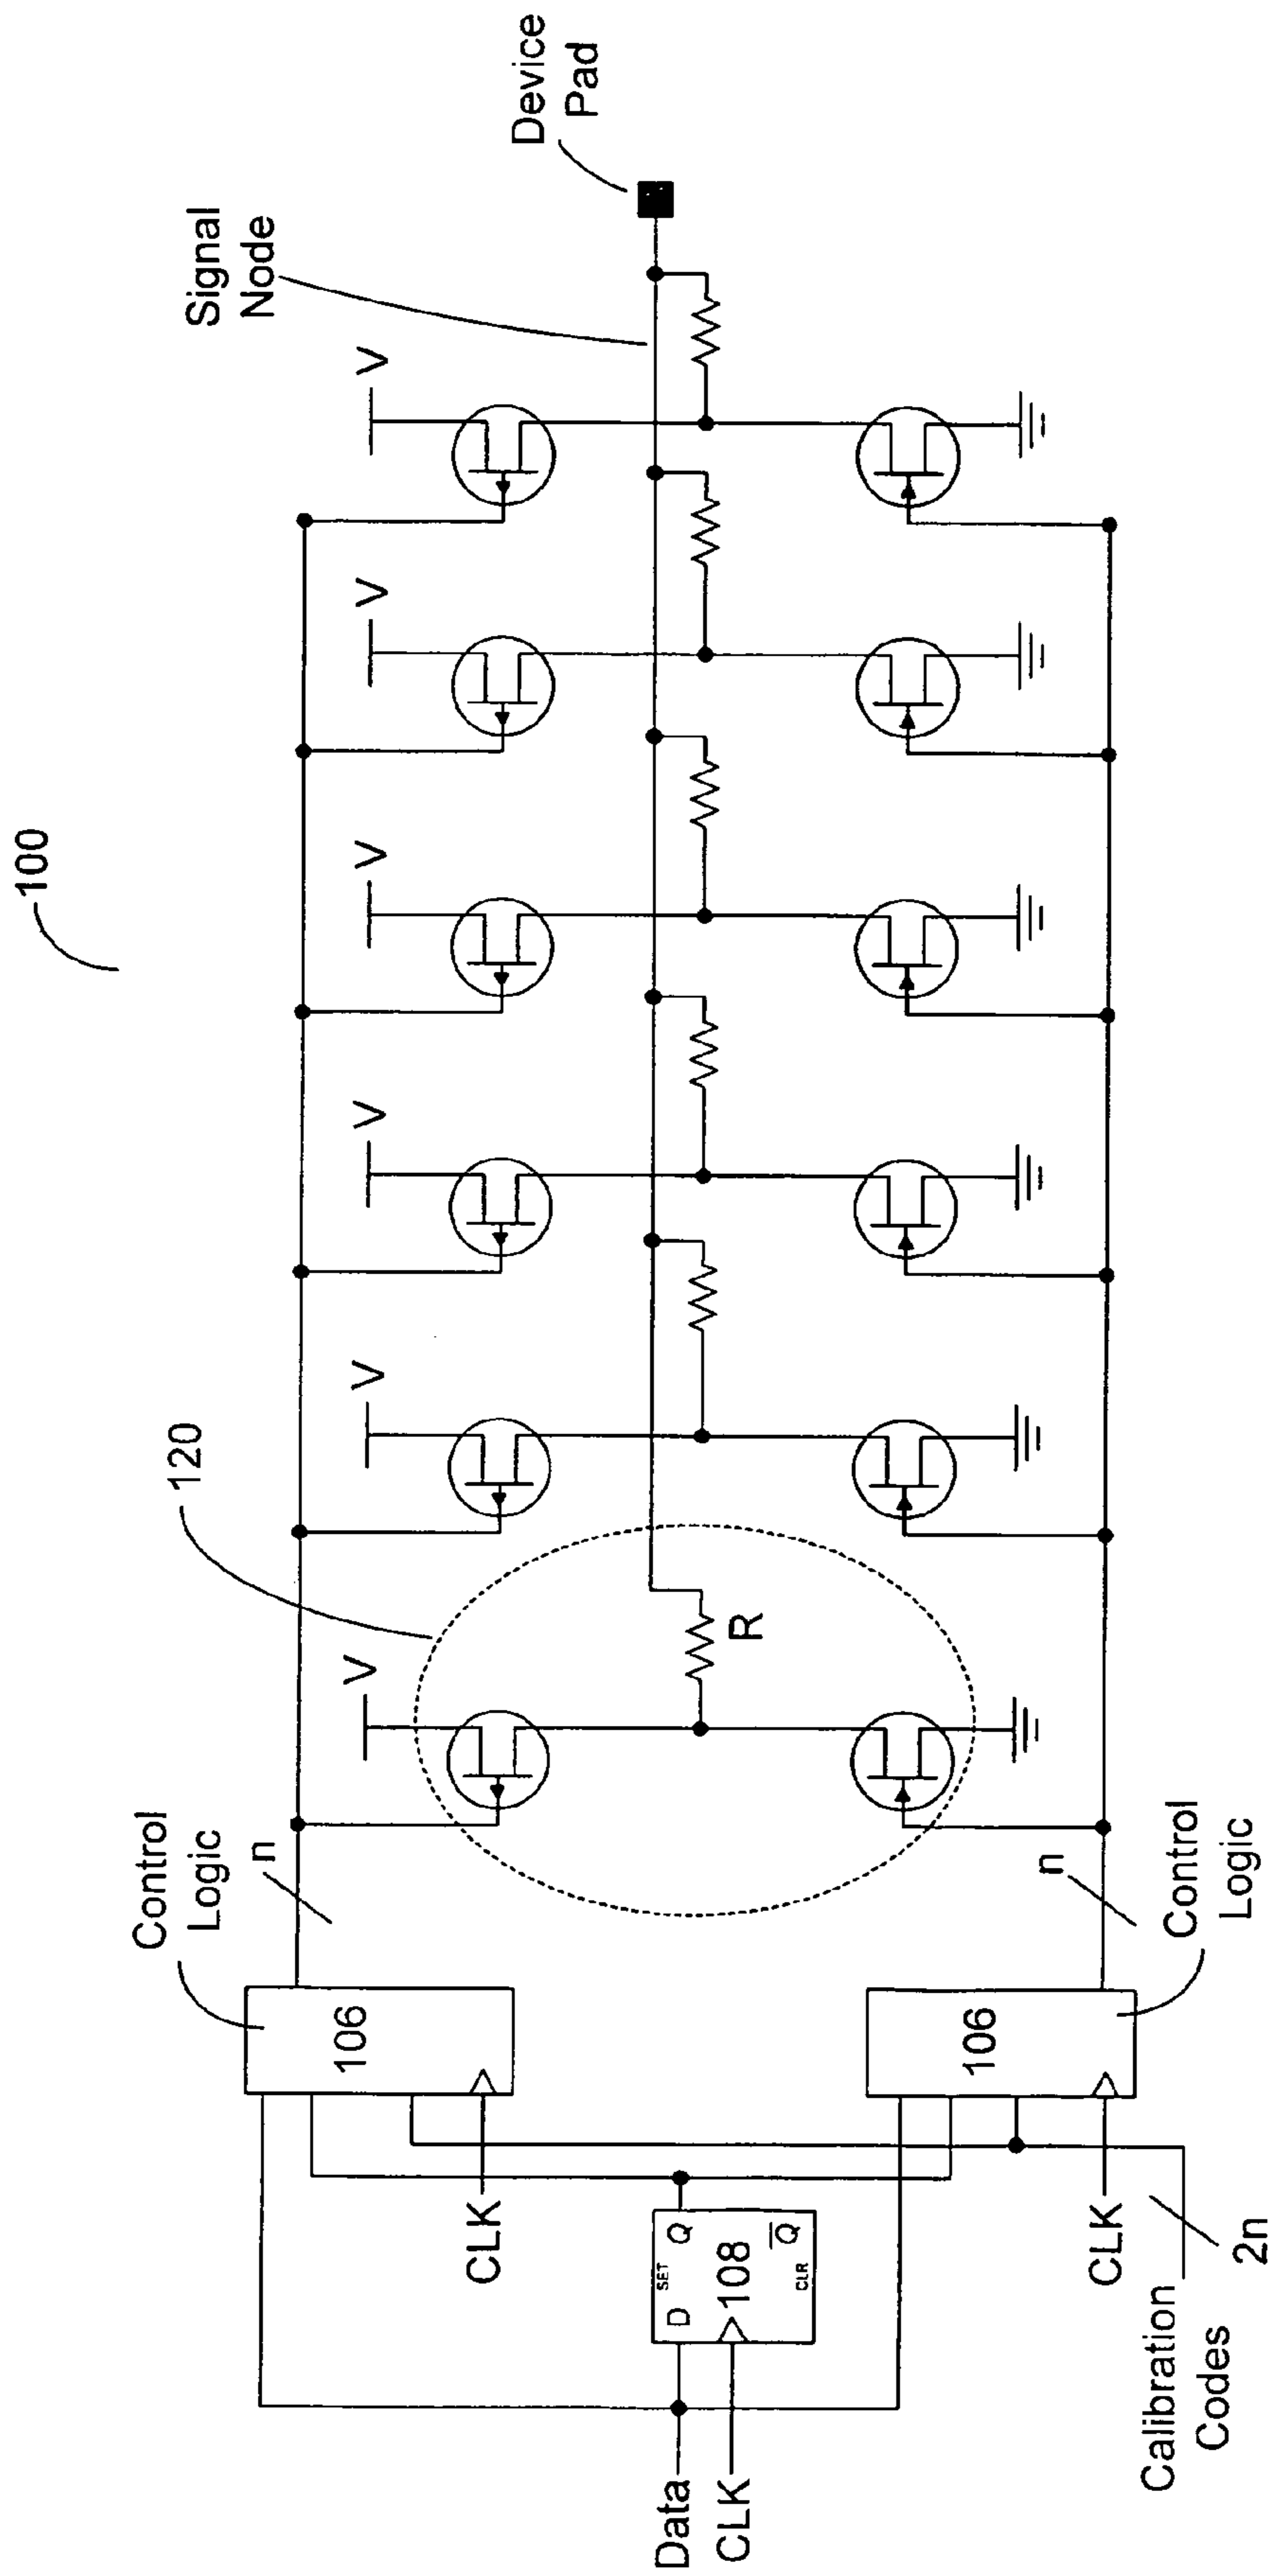 100
Signal
Node
Device
Pad
120
V
V
V
V
V
V
R
Control
Logic
n
106
CLK
Data
CLK
D
SET
Q
108
CLR
Q̅
n
Control
Logic
106
CLK
Calibration
Codes
2n